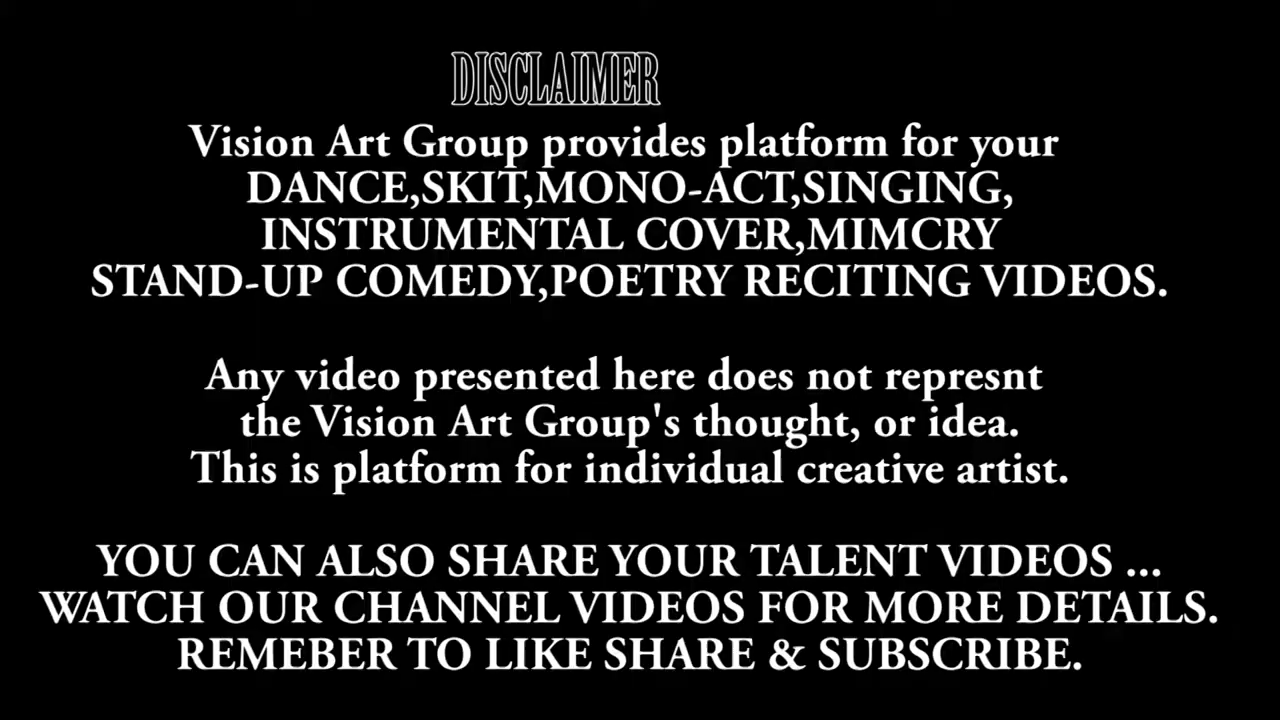 DISCLAIMER
Vision Art Group provides platform for your
DANCE,SKIT,MONO-ACT,SINGING,
INSTRUMENTAL COVER,MIMCRY
STAND-UP COMEDY,POETRY RECITING VIDEOS.
Any video presented here does not represnt
the Vision Art Group's thought, or idea.
This is platform for individual creative artist.
YOU CAN ALSO SHARE YOUR TALENT VIDEOS ...
WATCH OUR CHANNEL VIDEOS FOR MORE DETAILS.
REMEBER TO LIKE SHARE & SUBSCRIBE.